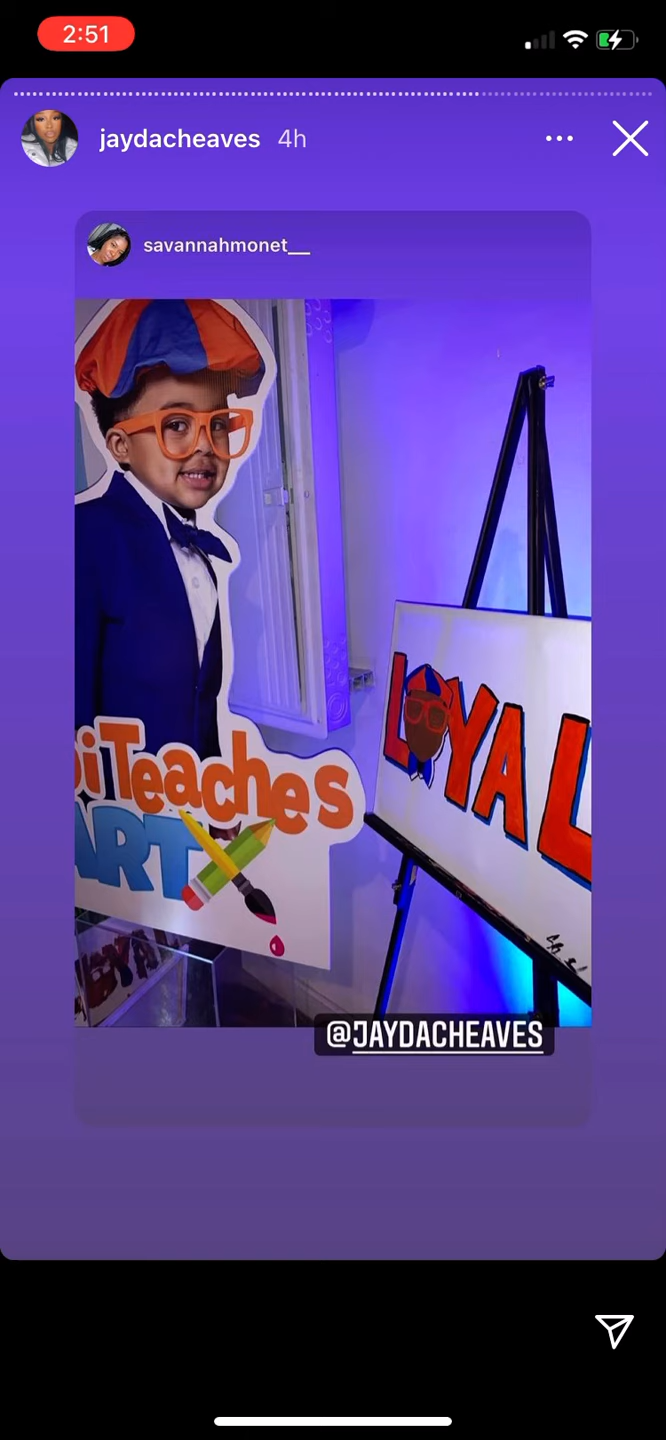 2:51
jaydacheaves 4h
savannahmonet__
LOYAL
iTeaches
ART
@JAYDACHEAVES